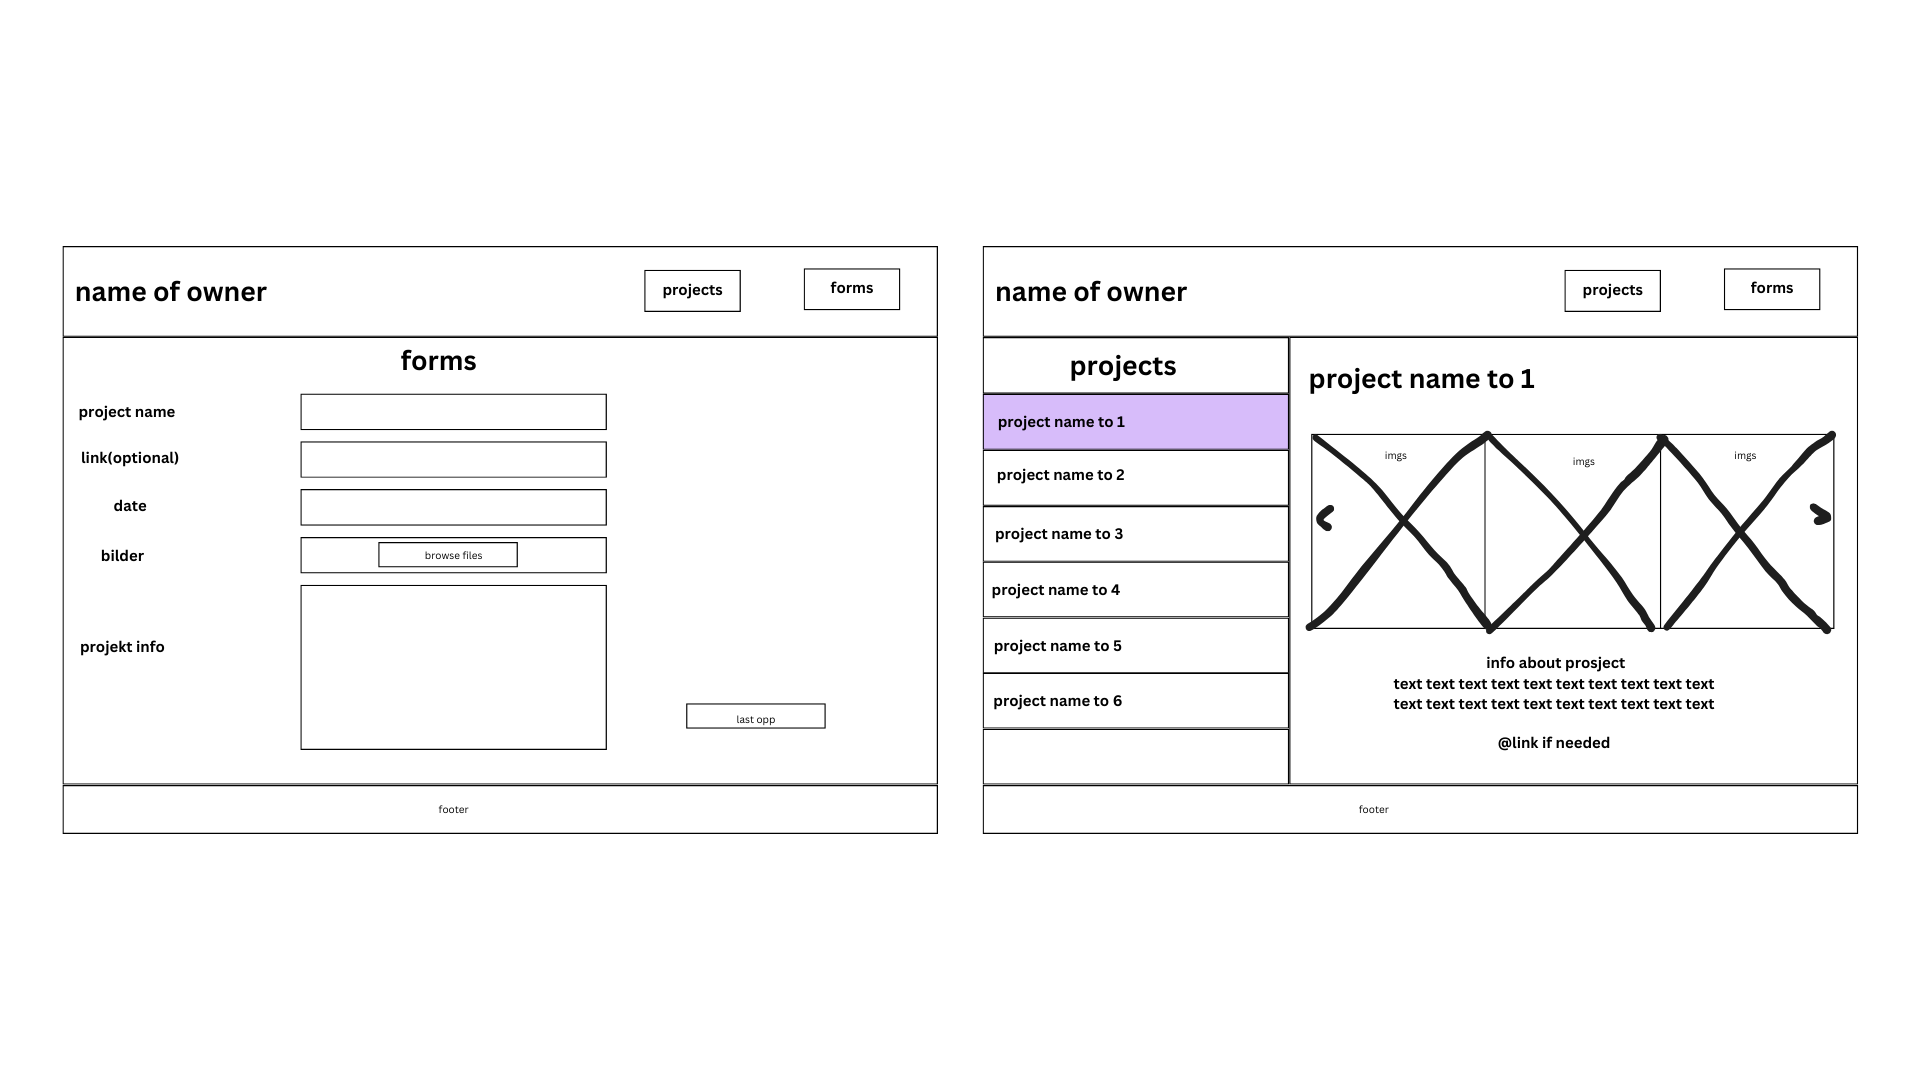 name of owner
projects
forms
forms
project name
link(optional)
date
bilder
browse files
projekt info
last opp
footer
name of owner
projects
forms
projects
project name to 1
project name to 2
project name to 3
project name to 4
project name to 5
project name to 6
project name to 1
imgs
imgs
imgs
<
>
info about prosject
text text text text text text text text text text
text text text text text text text text text text
@link if needed
footer